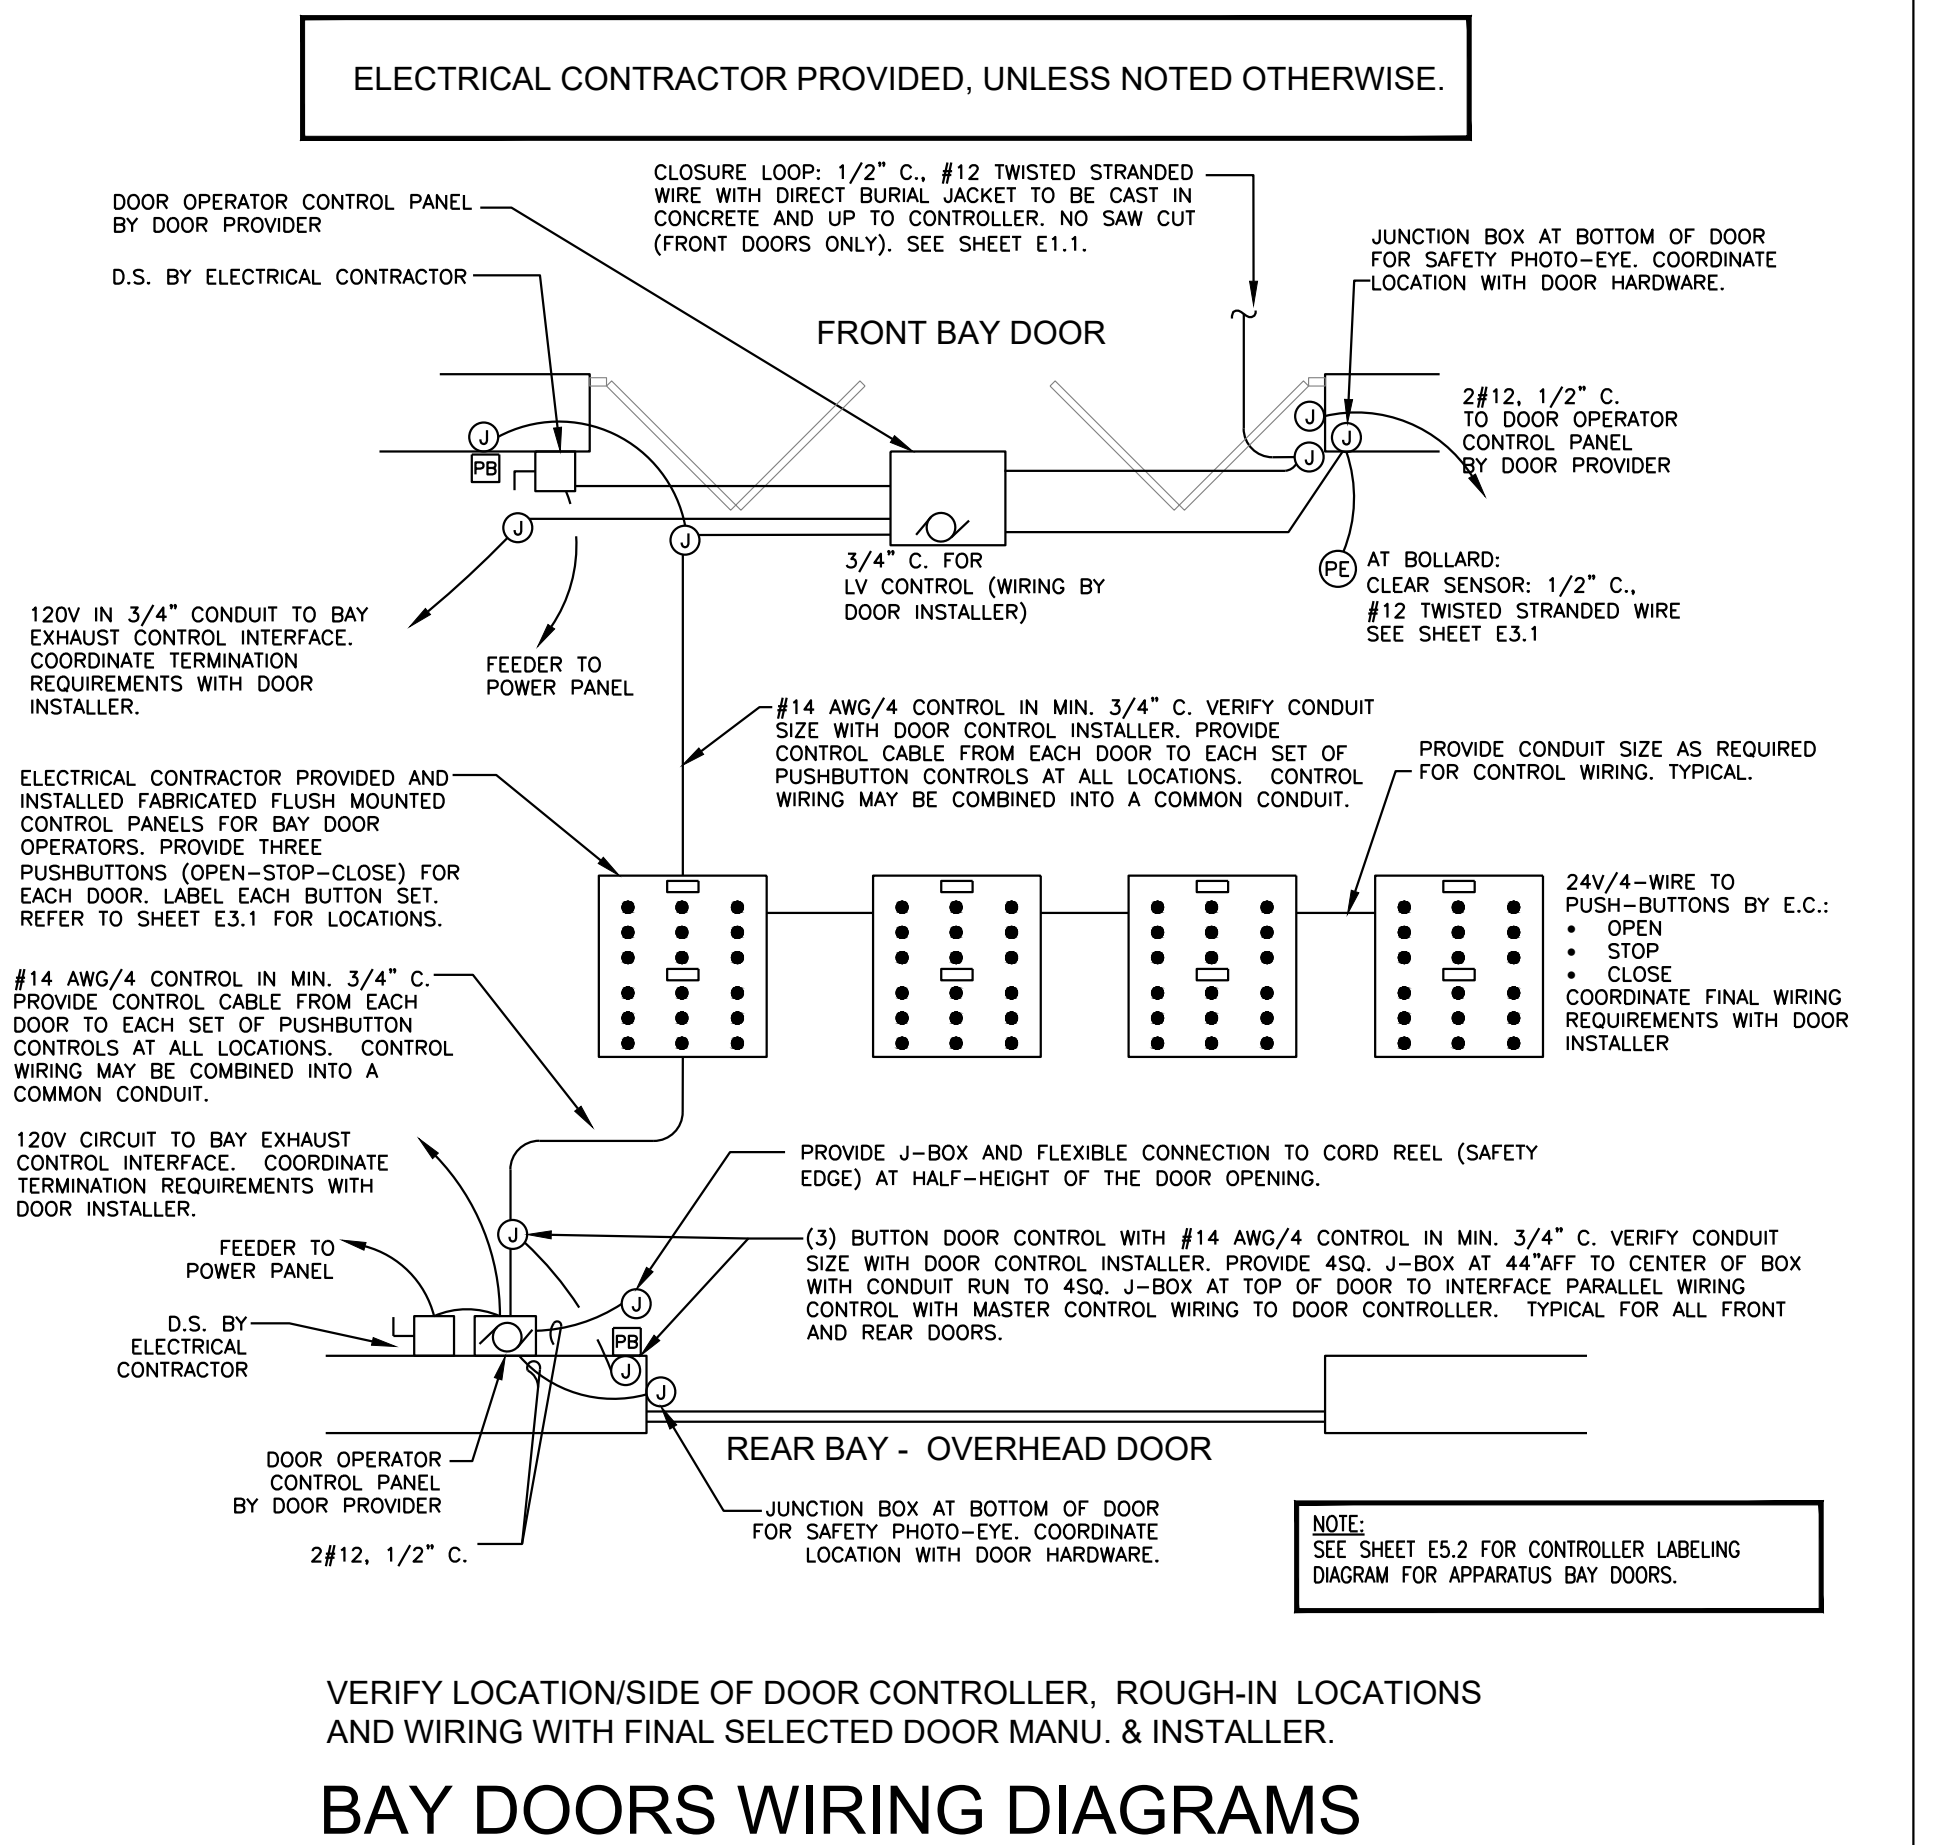 ELECTRICAL CONTRACTOR PROVIDED, UNLESS NOTED OTHERWISE.
CLOSURE LOOP: 1/2" C., #12 TWISTED STRANDED
WIRE WITH DIRECT BURIAL JACKET TO BE CAST IN
CONCRETE AND UP TO CONTROLLER. NO SAW CUT
(FRONT DOORS ONLY). SEE SHEET E1.1.
DOOR OPERATOR CONTROL PANEL
BY DOOR PROVIDER
D.S. BY ELECTRICAL CONTRACTOR
JUNCTION BOX AT BOTTOM OF DOOR
FOR SAFETY PHOTO-EYE. COORDINATE
LOCATION WITH DOOR HARDWARE.
FRONT BAY DOOR
2#12, 1/2" C.
TO DOOR OPERATOR
CONTROL PANEL
BY DOOR PROVIDER
J
PB
J
J
J
J
J
PE
3/4" C. FOR
LV CONTROL (WIRING BY
DOOR INSTALLER)
AT BOLLARD:
CLEAR SENSOR: 1/2" C.,
#12 TWISTED STRANDED WIRE
SEE SHEET E3.1
120V IN 3/4" CONDUIT TO BAY
EXHAUST CONTROL INTERFACE.
COORDINATE TERMINATION
REQUIREMENTS WITH DOOR
INSTALLER.
FEEDER TO
POWER PANEL
#14 AWG/4 CONTROL IN MIN. 3/4" C. VERIFY CONDUIT
SIZE WITH DOOR CONTROL INSTALLER. PROVIDE
CONTROL CABLE FROM EACH DOOR TO EACH SET OF
PUSHBUTTON CONTROLS AT ALL LOCATIONS. CONTROL
WIRING MAY BE COMBINED INTO A COMMON CONDUIT.
PROVIDE CONDUIT SIZE AS REQUIRED
FOR CONTROL WIRING. TYPICAL.
ELECTRICAL CONTRACTOR PROVIDED AND
INSTALLED FABRICATED FLUSH MOUNTED
CONTROL PANELS FOR BAY DOOR
OPERATORS. PROVIDE THREE
PUSHBUTTONS (OPEN-STOP-CLOSE) FOR
EACH DOOR. LABEL EACH BUTTON SET.
REFER TO SHEET E3.1 FOR LOCATIONS.
24V/4-WIRE TO
PUSH-BUTTONS BY E.C.:
• OPEN
• STOP
• CLOSE
COORDINATE FINAL WIRING
REQUIREMENTS WITH DOOR
INSTALLER
#14 AWG/4 CONTROL IN MIN. 3/4" C.
PROVIDE CONTROL CABLE FROM EACH
DOOR TO EACH SET OF PUSHBUTTON
CONTROLS AT ALL LOCATIONS. CONTROL
WIRING MAY BE COMBINED INTO A
COMMON CONDUIT.
120V CIRCUIT TO BAY EXHAUST
CONTROL INTERFACE. COORDINATE
TERMINATION REQUIREMENTS WITH
DOOR INSTALLER.
PROVIDE J-BOX AND FLEXIBLE CONNECTION TO CORD REEL (SAFETY
EDGE) AT HALF-HEIGHT OF THE DOOR OPENING.
(3) BUTTON DOOR CONTROL WITH #14 AWG/4 CONTROL IN MIN. 3/4" C. VERIFY CONDUIT
SIZE WITH DOOR CONTROL INSTALLER. PROVIDE 4SQ. J-BOX AT 44"AFF TO CENTER OF BOX
WITH CONDUIT RUN TO 4SQ. J-BOX AT TOP OF DOOR TO INTERFACE PARALLEL WIRING
CONTROL WITH MASTER CONTROL WIRING TO DOOR CONTROLLER. TYPICAL FOR ALL FRONT
AND REAR DOORS.
FEEDER TO
POWER PANEL
D.S. BY
ELECTRICAL
CONTRACTOR
J
J
PB
J
J
REAR BAY - OVERHEAD DOOR
DOOR OPERATOR
CONTROL PANEL
BY DOOR PROVIDER
2#12, 1/2" C.
JUNCTION BOX AT BOTTOM OF DOOR
FOR SAFETY PHOTO-EYE. COORDINATE
LOCATION WITH DOOR HARDWARE.
NOTE:
SEE SHEET E5.2 FOR CONTROLLER LABELING
DIAGRAM FOR APPARATUS BAY DOORS.
VERIFY LOCATION/SIDE OF DOOR CONTROLLER, ROUGH-IN LOCATIONS
AND WIRING WITH FINAL SELECTED DOOR MANU. & INSTALLER.
BAY DOORS WIRING DIAGRAMS